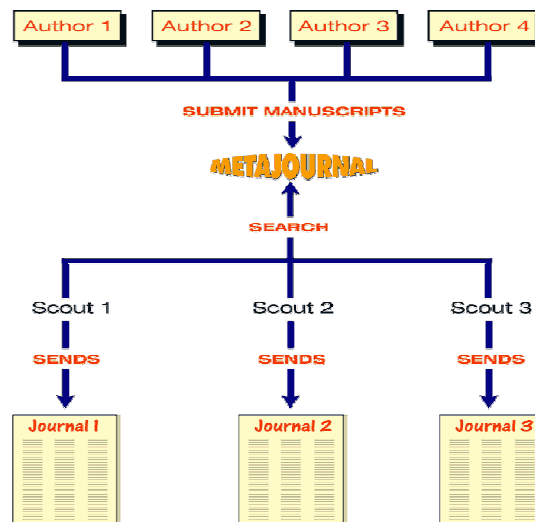 Author 1 Author 2 Author 3 Author 4
SUBMIT MANUSCRIPTS
METAJOURNAL
SEARCH
Scout 1 Scout 2 Scout 3
SENDS SENDS SENDS
Journal 1 Journal 2 Journal 3